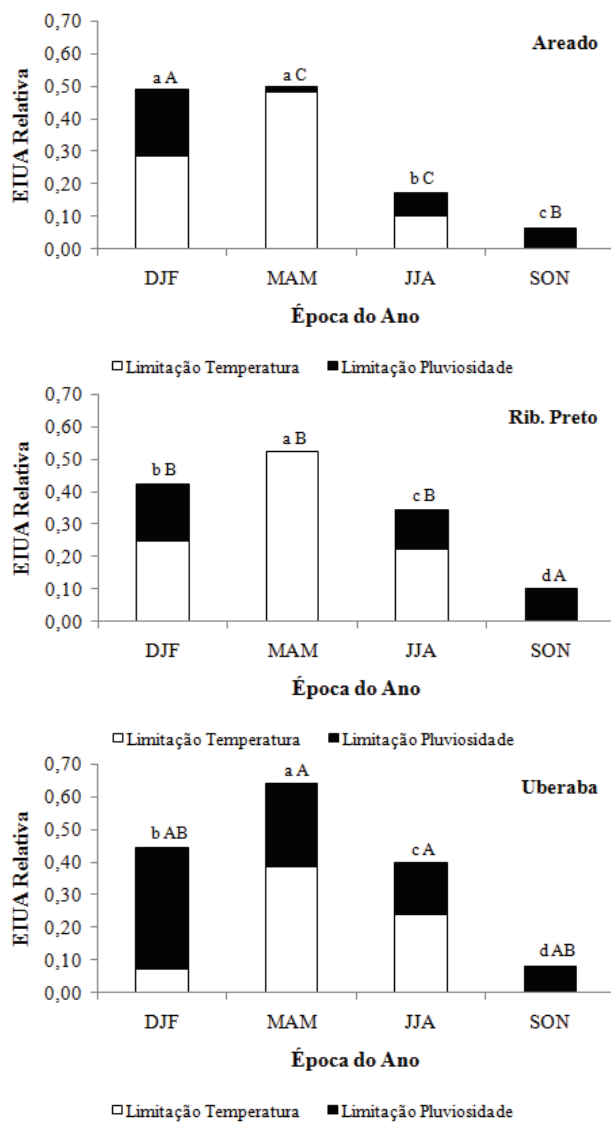 0,70
0,60
0,50
0,40
0,30
0,20
0,10
0,00
EIUA Relativa
Areado
a A
a C
b C
c B
DJF MAM JJA SON
Época do Ano
Limitação Temperatura Limitação Pluviosidade
0,70
0,60
0,50
0,40
0,30
0,20
0,10
0,00
EIUA Relativa
Rib. Preto
b B
a B
c B
d A
DJF MAM JJA SON
Época do Ano
Limitação Temperatura Limitação Pluviosidade
0,70
0,60
0,50
0,40
0,30
0,20
0,10
0,00
EIUA Relativa
Uberaba
b AB
a A
c A
d AB
DJF MAM JJA SON
Época do Ano
Limitação Temperatura Limitação Pluviosidade